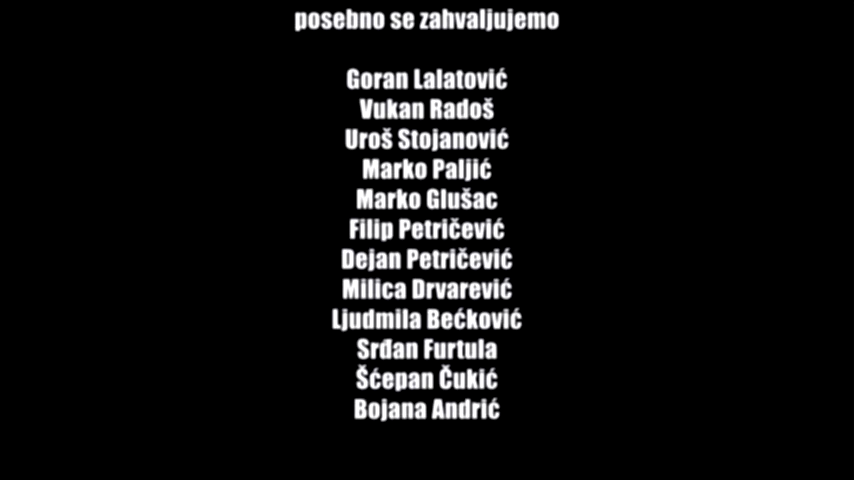 posebno se zahvaljujemo
Goran Lalatović
Vukan Radoš
Uroš Stojanović
Marko Paljić
Marko Glušac
Filip Petričević
Dejan Petričević
Milica Drvarević
Ljudmila Bećković
Srđan Furtula
Šćepan Čukić
Bojana Andrić